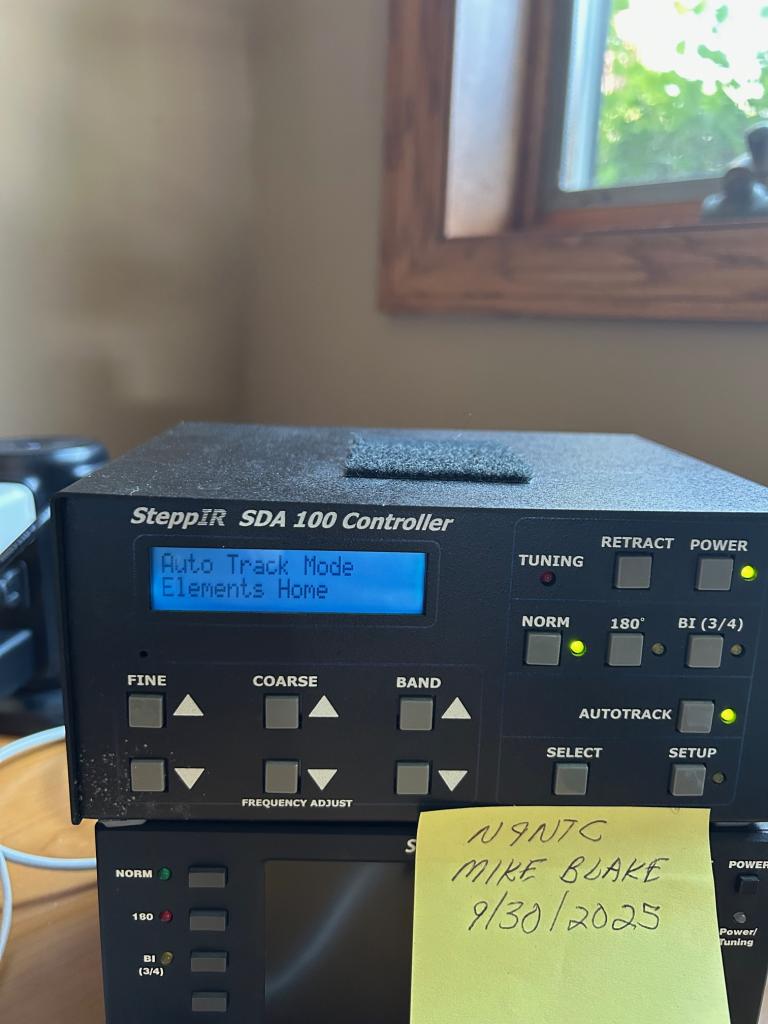 SteppIR SDA 100 Controller
Auto Track Mode
Elements Home
TUNING
RETRACT
POWER
NORM
180°
BI (3/4)
AUTOTRACK
SELECT
SETUP
FINE
COARSE
BAND
FREQUENCY ADJUST
N9NTC
MIKE BLAKE
9/30/2025
NORM
180
BI
(3/4)
S
POWER
Power/
Tuning